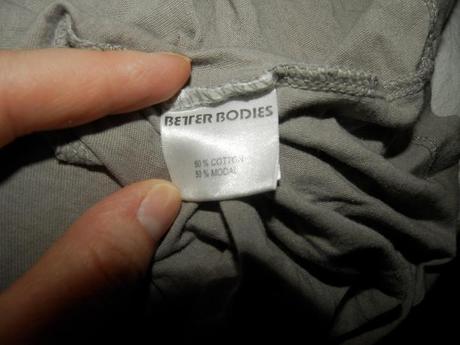 BETTER BODIES
50 % COTTON
50 % MODAL